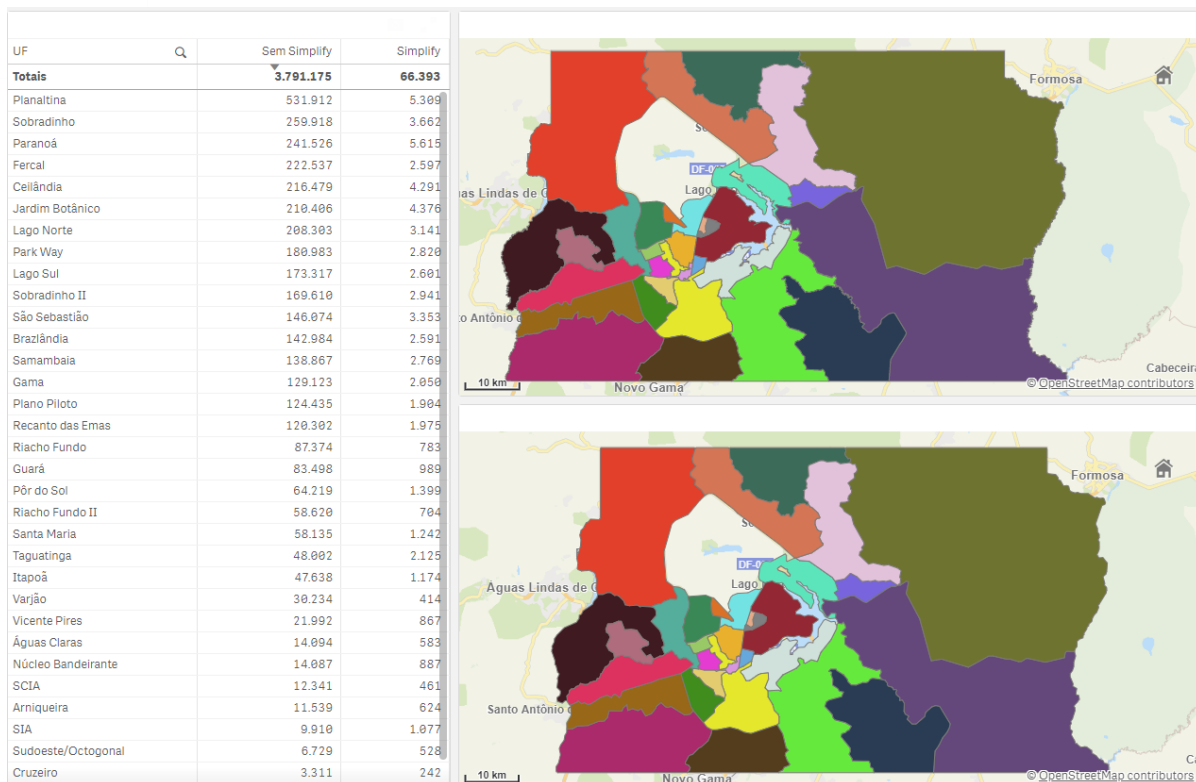 UF Sem Simplify Simplify
Totais 3.791.175 66.393
Planaltina 531.912 5.309
Sobradinho 259.918 3.662
Paranoá 241.526 5.615
Fercal 222.537 2.597
Ceilândia 216.479 4.291
Jardim Botânico 210.406 4.376
Lago Norte 208.303 3.141
Park Way 180.983 2.820
Lago Sul 173.317 2.601
Sobradinho II 169.610 2.941
São Sebastião 146.074 3.353
Brazlândia 142.984 2.591
Samambaia 138.867 2.769
Gama 129.123 2.050
Plano Piloto 124.435 1.904
Recanto das Emas 120.302 1.975
Riacho Fundo 87.374 783
Guará 83.498 989
Pôr do Sol 64.219 1.399
Riacho Fundo II 58.620 704
Santa Maria 58.135 1.242
Taguatinga 48.002 2.125
Itapoã 47.638 1.174
Varjão 30.234 414
Vicente Pires 21.992 867
Águas Claras 14.094 583
Núcleo Bandeirante 14.087 887
SCIA 12.341 461
Arniqueira 11.539 624
SIA 9.910 1.077
Sudoeste/Octogonal 6.729 528
Cruzeiro 3.311 242
Formosa
DF-0
uas Lindas de
Lago
o Antônio
Cabeceira
10 km
Novo Gama
© OpenStreetMap contributors
Formosa
DF-0
Águas Lindas de
Lago
Santo Antônio
10 km
Novo Gama
© OpenStreetMap contributors